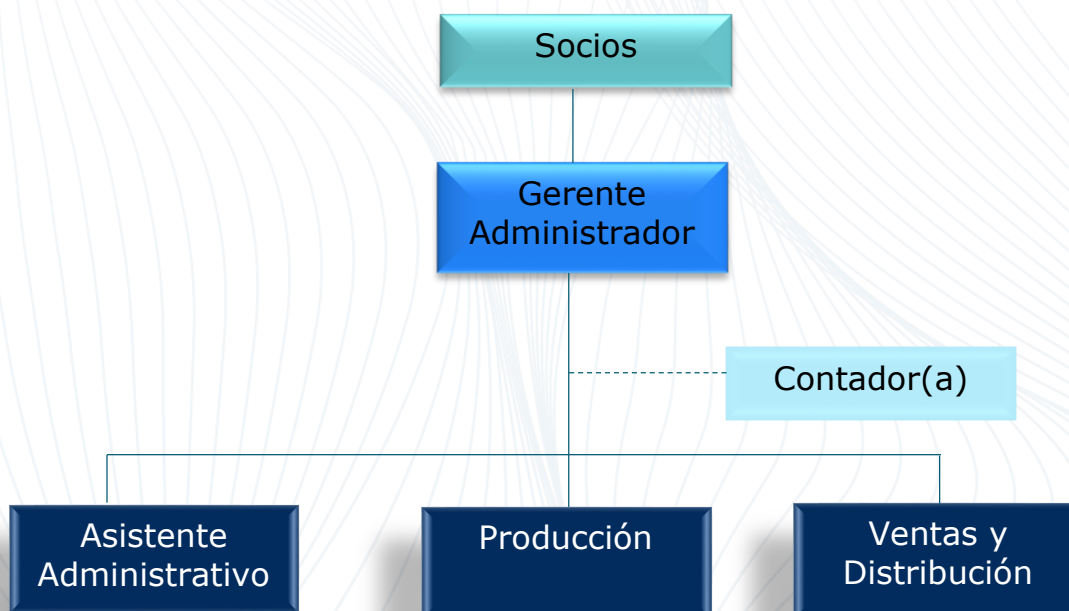 Socios
Gerente
Administrador
Contador(a)
Asistente
Administrativo
Producción
Ventas y
Distribución